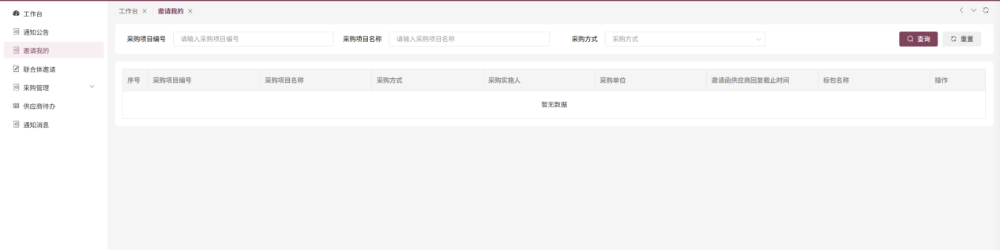 工作台
通知公告
邀请我的
联合体邀请
采购管理
供应商待办
通知消息
工作台 邀请我的
采购项目编号 请输入采购项目编号 采购项目名称 请输入采购项目名称 采购方式 采购方式 查询 重置
序号 采购项目编号 采购项目名称 采购方式 采购实施人 采购单位 邀请函供应商回复截止时间 标包名称 操作
暂无数据